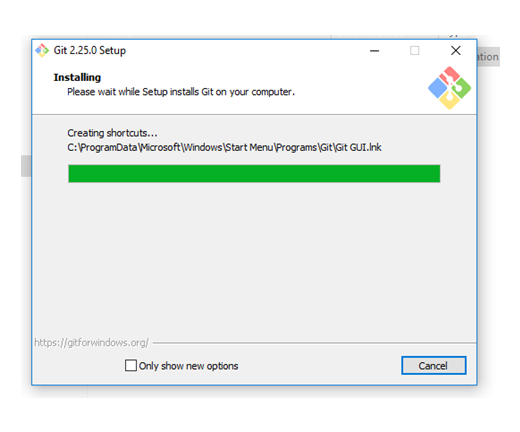 Git 2.25.0 Setup
Installing
Please wait while Setup installs Git on your computer.
Creating shortcuts...
C:\ProgramData\Microsoft\Windows\Start Menu\Programs\Git\Git GUI.lnk
https://gitforwindows.org/
Only show new options
Cancel